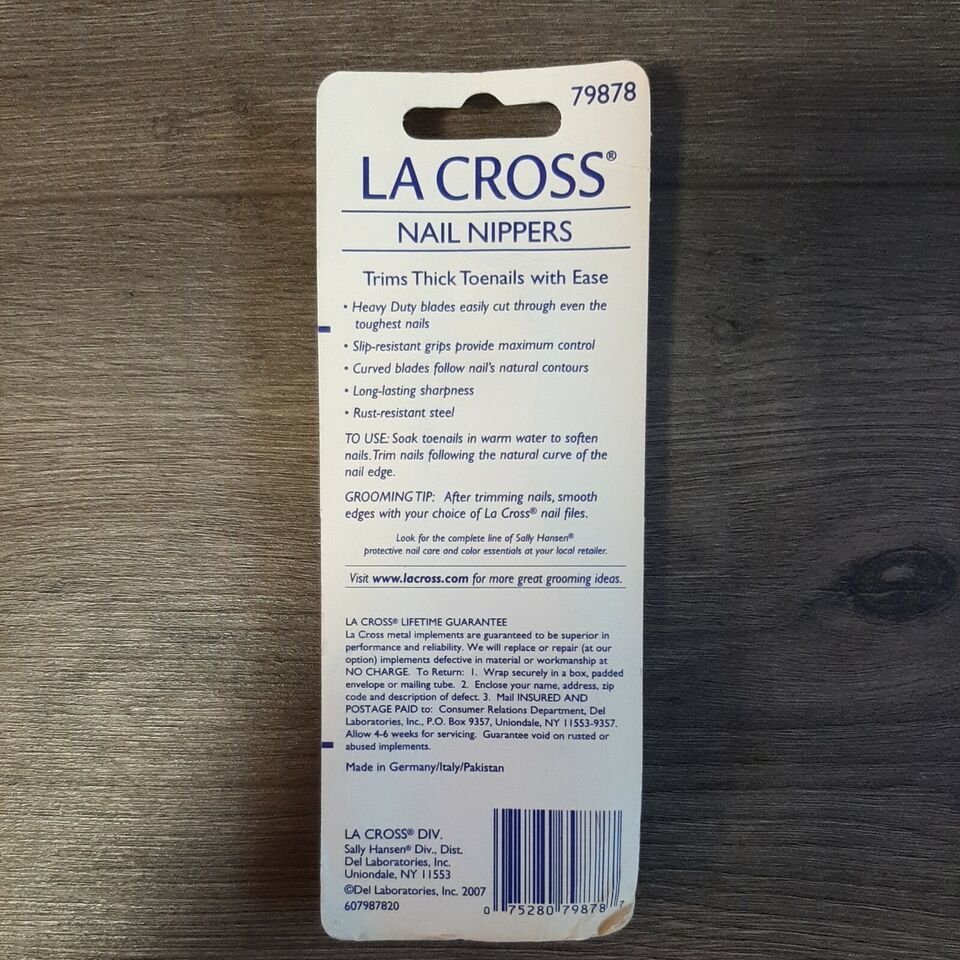 79878
LA CROSS®
NAIL NIPPERS
Trims Thick Toenails with Ease
• Heavy Duty blades easily cut through even the
toughest nails
• Slip-resistant grips provide maximum control
• Curved blades follow nail's natural contours
• Long-lasting sharpness
• Rust-resistant steel
TO USE: Soak toenails in warm water to soften
nails. Trim nails following the natural curve of the
nail edge.
GROOMING TIP: After trimming nails, smooth
edges with your choice of La Cross® nail files.
Look for the complete line of Sally Hansen®
protective nail care and color essentials at your local retailer.
Visit www.lacross.com for more great grooming ideas.
LA CROSS® LIFETIME GUARANTEE
La Cross metal implements are guaranteed to be superior in
performance and reliability. We will replace or repair (at our
option) implements defective in material or workmanship at
NO CHARGE. To Return: 1. Wrap securely in a box, padded
envelope or mailing tube. 2. Enclose your name, address, zip
code and description of defect. 3. Mail INSURED AND
POSTAGE PAID to: Consumer Relations Department, Del
Laboratories, Inc., P.O. Box 9357, Uniondale, NY 11553-9357.
Allow 4-6 weeks for servicing. Guarantee void on rusted or
abused implements.
Made in Germany/Italy/Pakistan
LA CROSS® DIV.
Sally Hansen® Div., Dist.
Del Laboratories, Inc.
Uniondale, NY 11553
©Del Laboratories, Inc. 2007
607987820
0 75280 79878 7